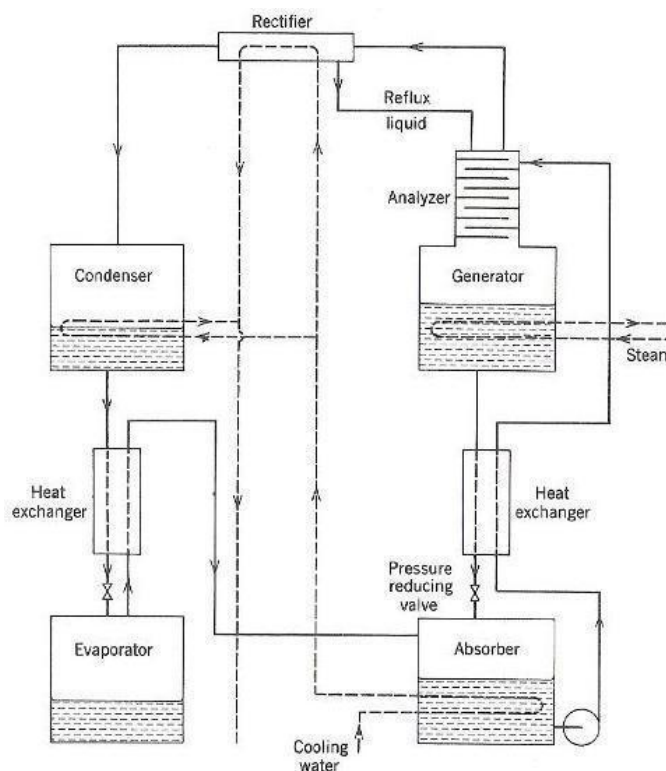 Rectifier
Reflux
liquid
Analyzer
Condenser
Generator
Steam
Heat
exchanger
Heat
exchanger
Pressure
reducing
valve
Evaporator
Absorber
Cooling
water